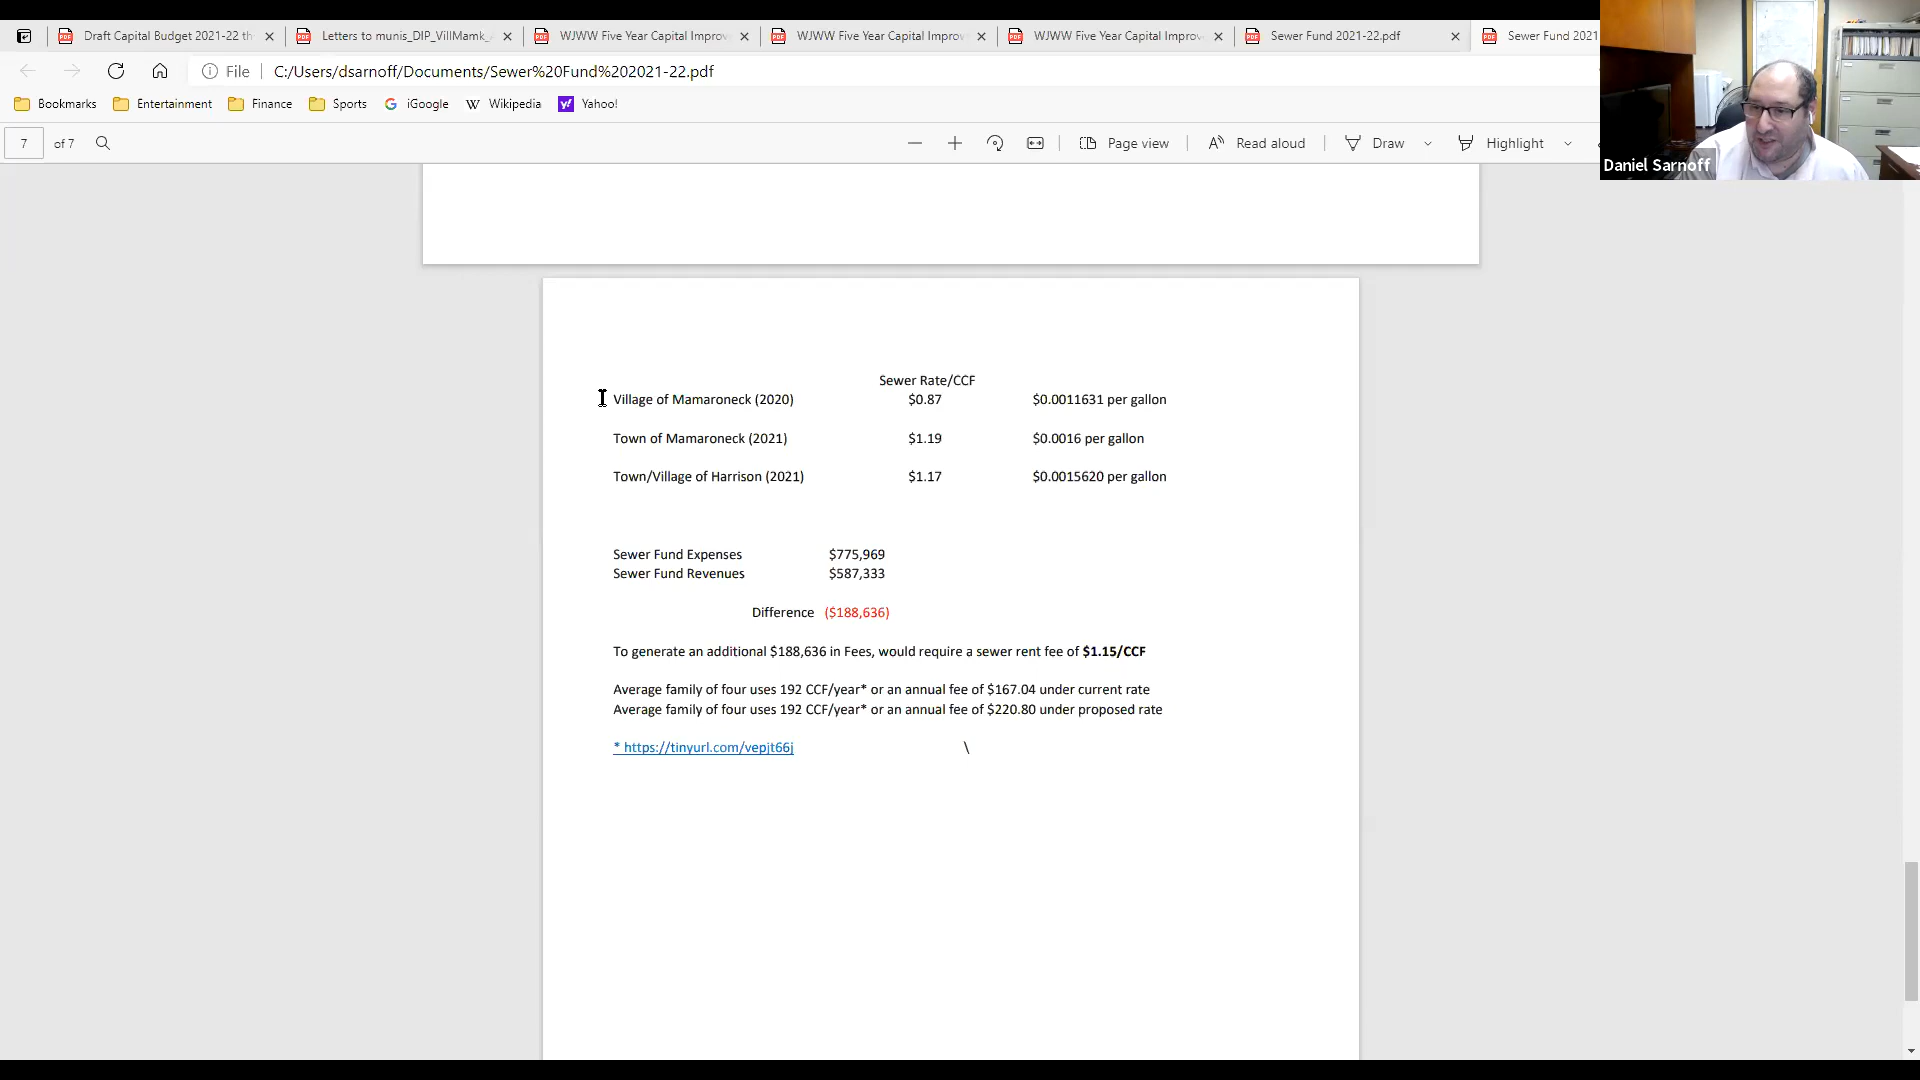 Draft Capital Budget 2021-22 th
Letters to munis_DIP_VillMamk_
WJWW Five Year Capital Improv
WJWW Five Year Capital Improv
WJWW Five Year Capital Improv
Sewer Fund 2021-22.pdf
Sewer Fund 2021
File
C:/Users/dsarnoff/Documents/Sewer%20Fund%202021-22.pdf
Bookmarks Entertainment Finance Sports iGoogle Wikipedia Yahoo!
7 of 7 Page view Read aloud Draw Highlight
Daniel Sarnoff
Sewer Rate/CCF
Village of Mamaroneck (2020) $0.87 $0.0011631 per gallon
Town of Mamaroneck (2021) $1.19 $0.0016 per gallon
Town/Village of Harrison (2021) $1.17 $0.0015620 per gallon
Sewer Fund Expenses $775,969
Sewer Fund Revenues $587,333
Difference ($188,636)
To generate an additional $188,636 in Fees, would require a sewer rent fee of $1.15/CCF
Average family of four uses 192 CCF/year* or an annual fee of $167.04 under current rate
Average family of four uses 192 CCF/year* or an annual fee of $220.80 under proposed rate
* https://tinyurl.com/vepjt66j \